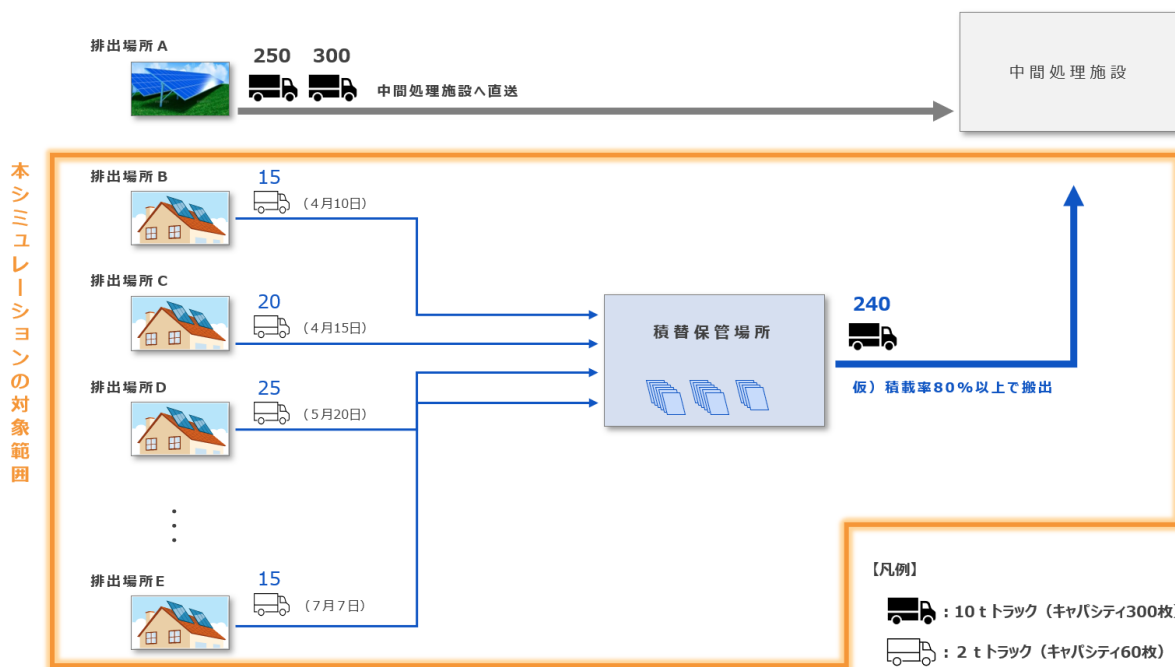 排出場所A
250 300
中間処理施設へ直送
中間処理施設
本シミュレーションの対象範囲
排出場所B
15
（4月10日）
排出場所C
20
（4月15日）
排出場所D
25
（5月20日）
排出場所E
15
（7月7日）
積替保管場所
240
仮）積載率80%以上で搬出
【凡例】
：10ｔトラック（キャパシティ300枚）
：2ｔトラック（キャパシティ60枚）